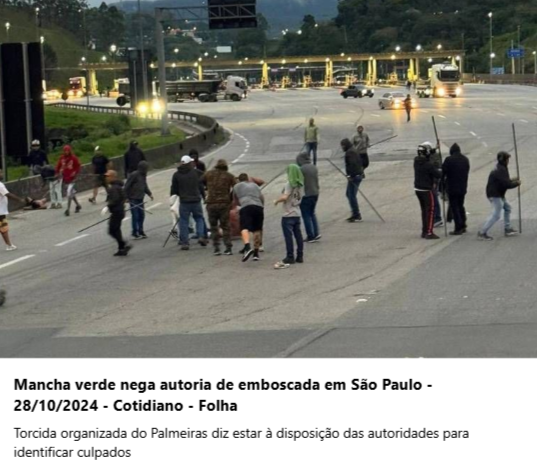 Mancha verde nega autoria de emboscada em São Paulo -
28/10/2024 - Cotidiano - Folha
Torcida organizada do Palmeiras diz estar à disposição das autoridades para
identificar culpados